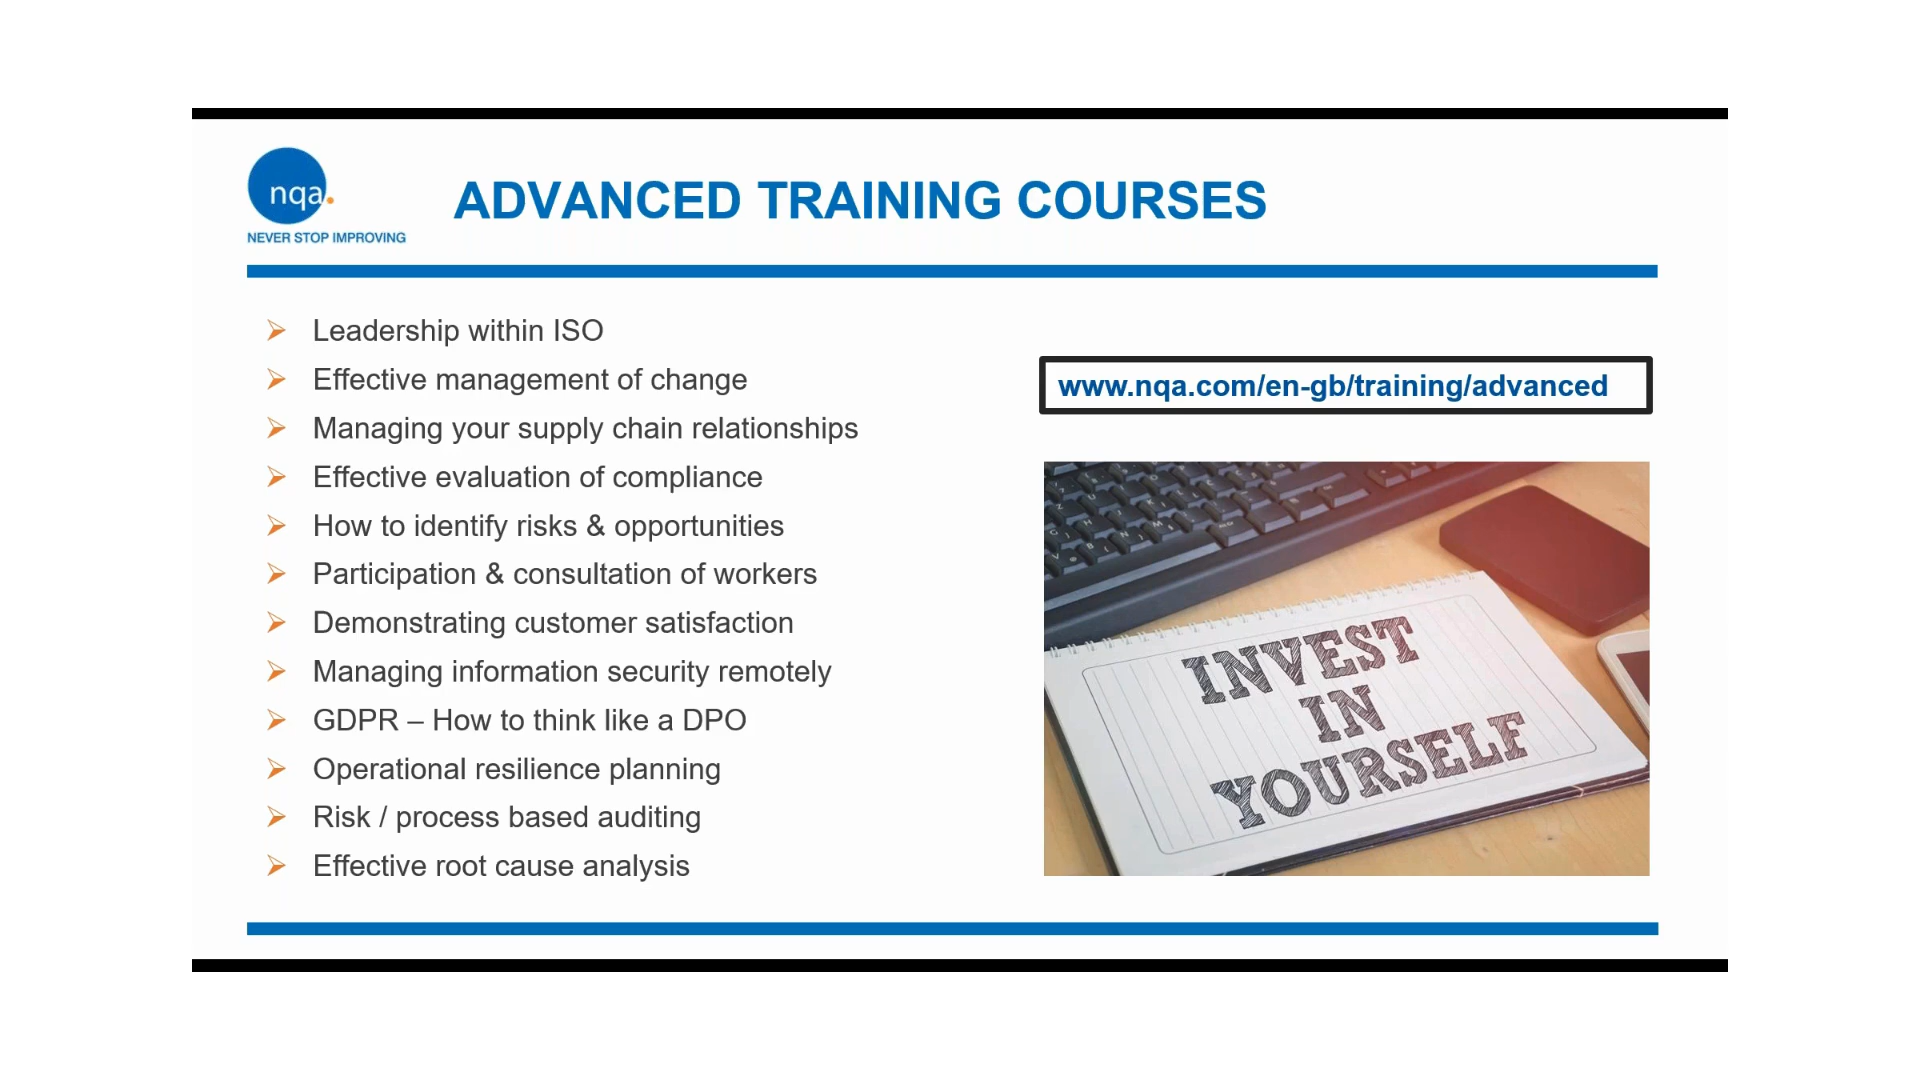 nqa.
NEVER STOP IMPROVING
ADVANCED TRAINING COURSES
Leadership within ISO
Effective management of change
Managing your supply chain relationships
Effective evaluation of compliance
How to identify risks & opportunities
Participation & consultation of workers
Demonstrating customer satisfaction
Managing information security remotely
GDPR – How to think like a DPO
Operational resilience planning
Risk / process based auditing
Effective root cause analysis
www.nqa.com/en-gb/training/advanced
INVEST
IN
YOURSELF